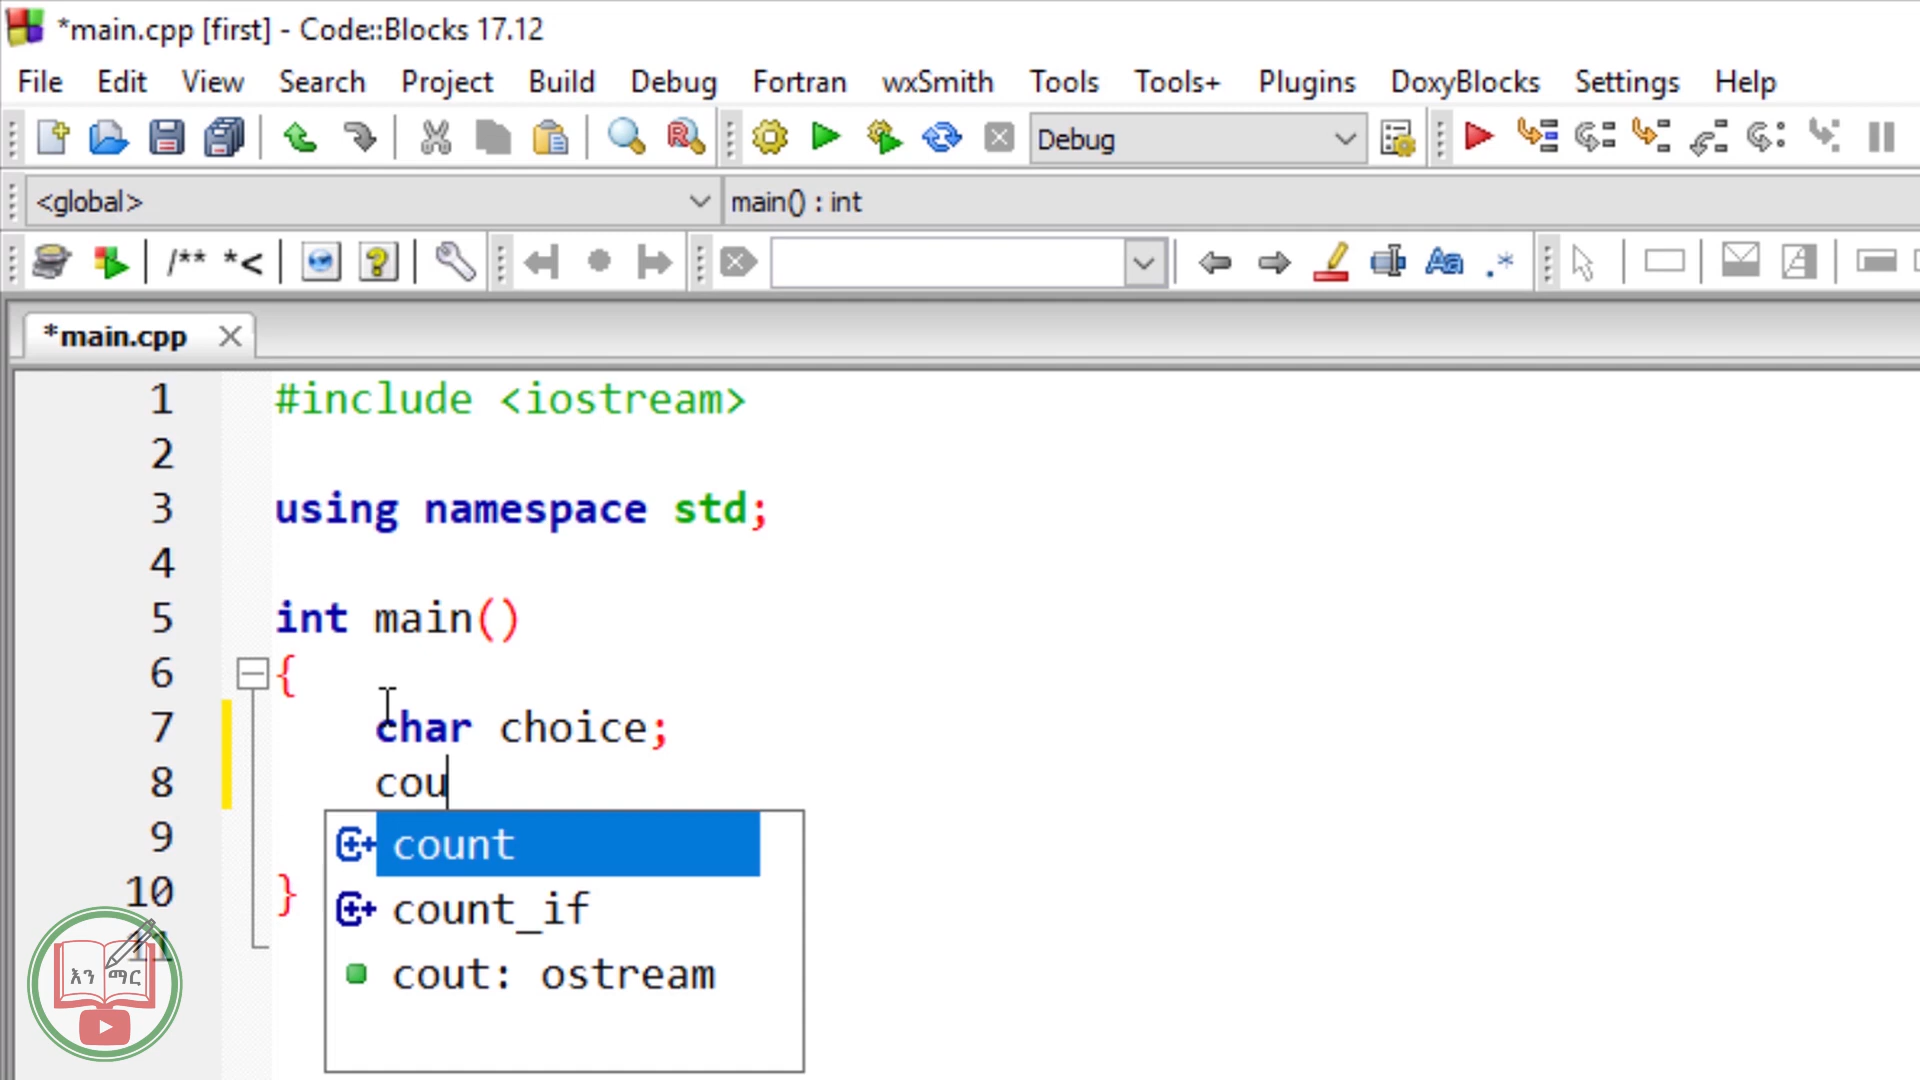 *main.cpp [first] - Code::Blocks 17.12
File Edit View Search Project Build Debug Fortran wxSmith Tools Tools+ Plugins DoxyBlocks Settings Help
Debug
<global> main() : int
/** *<
*main.cpp
1 #include <iostream>
2
3 using namespace std;
4
5 int main()
6 {
7 char choice;
8 cou
9 count
count_if
10 }
11
cout: ostream
እን ማር